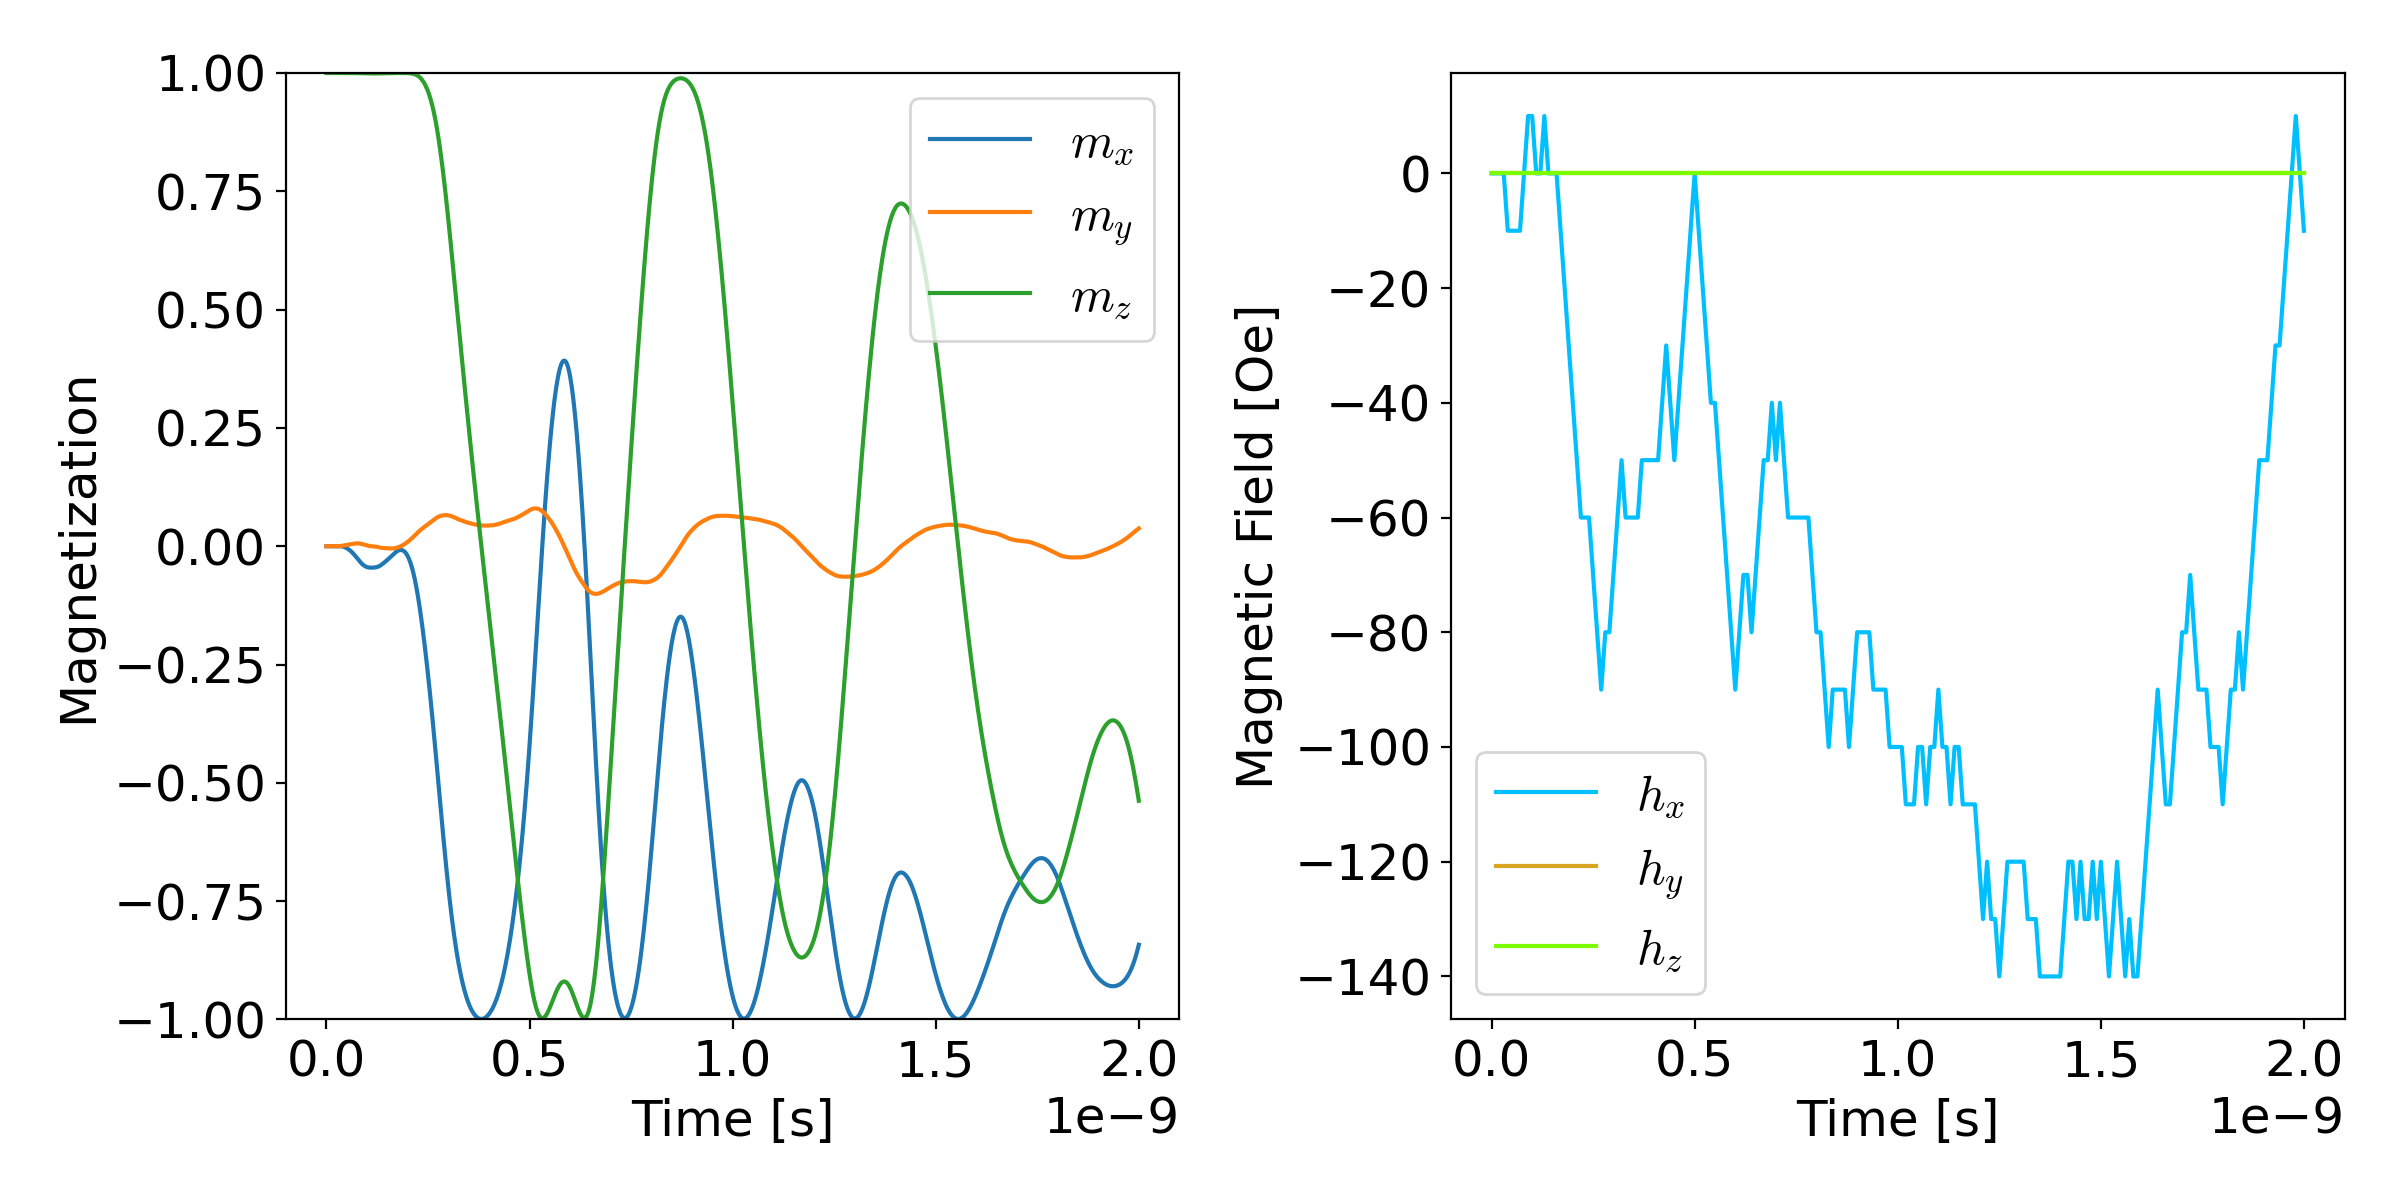 Magnetization
1.00
0.75
0.50
0.25
0.00
−0.25
−0.50
−0.75
−1.00
0.0 0.5 1.0 1.5 2.0
Time [s]
1e−9
m_x
m_y
m_z
Magnetic Field [Oe]
0
−20
−40
−60
−80
−100
−120
−140
0.0 0.5 1.0 1.5 2.0
Time [s]
1e−9
h_x
h_y
h_z